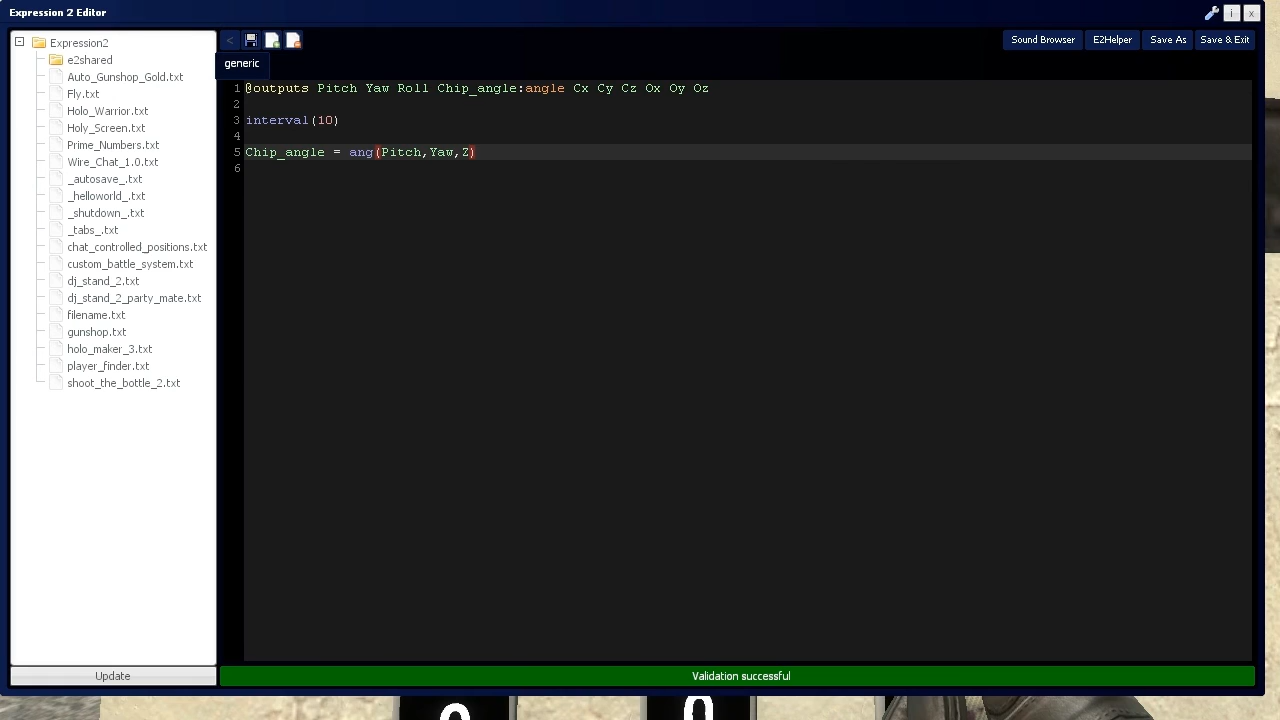 Expression 2 Editor
i
x
Expression2
e2shared
Auto_Gunshop_Gold.txt
Fly.txt
Holo_Warrior.txt
Holy_Screen.txt
Prime_Numbers.txt
Wire_Chat_1.0.txt
_autosave_.txt
_helloworld_.txt
_shutdown_.txt
_tabs_.txt
chat_controlled_positions.txt
custom_battle_system.txt
dj_stand_2.txt
dj_stand_2_party_mate.txt
filename.txt
gunshop.txt
holo_maker_3.txt
player_finder.txt
shoot_the_bottle_2.txt
Update
<
Sound Browser
E2Helper
Save As
Save & Exit
generic
1 @outputs Pitch Yaw Roll Chip_angle:angle Cx Cy Cz Ox Oy Oz
2
3 interval(10)
4
5 Chip_angle = ang(Pitch,Yaw,Z)
6
Validation successful
0
0